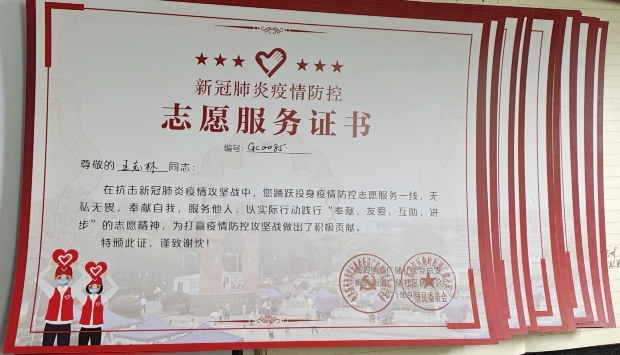 新冠肺炎疫情防控
志愿服务证书
编号: GC0085
尊敬的 王志林 同志:
在抗击新冠肺炎疫情攻坚战中，您踊跃投身疫情防控志愿服务一线，无
私无畏，奉献自我，服务他人，以实际行动践行“奉献、友爱、互助、进
步”的志愿精神，为打赢疫情防控攻坚战做出了积极贡献。
特颁此证，谨致谢忱！